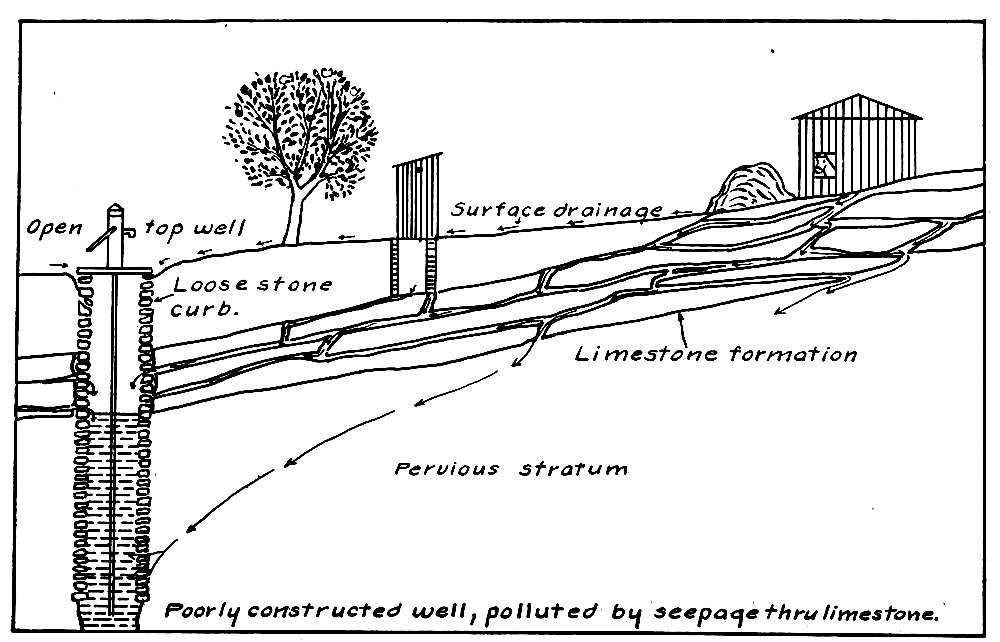 Surface drainage
Open top well
Loose stone
curb.
Limestone formation
Pervious stratum
Poorly constructed well, polluted by seepage thru limestone.